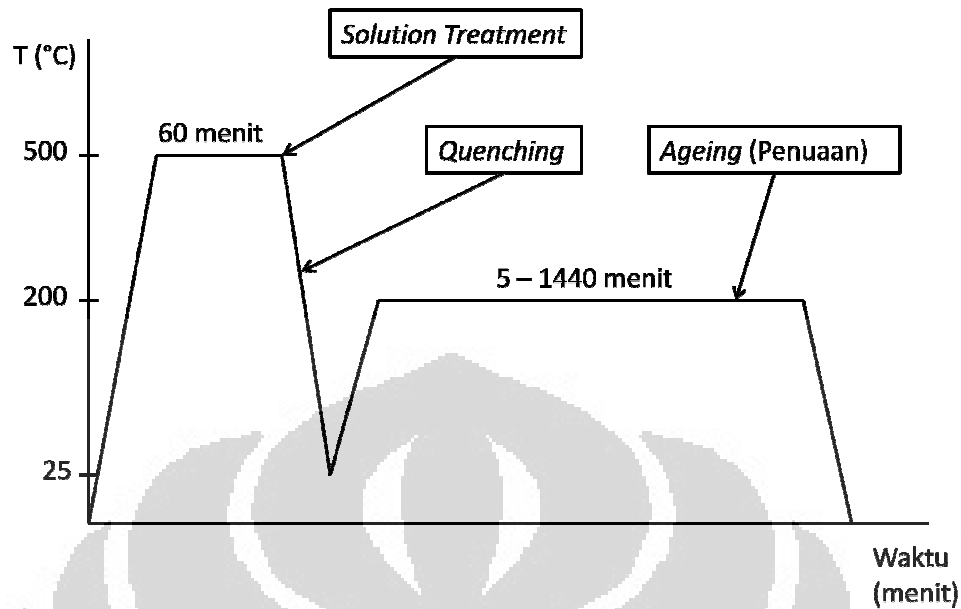 Solution Treatment
T (°C)
60 menit
500
Quenching
Ageing (Penuaan)
5 – 1440 menit
200
25
Waktu
(menit)